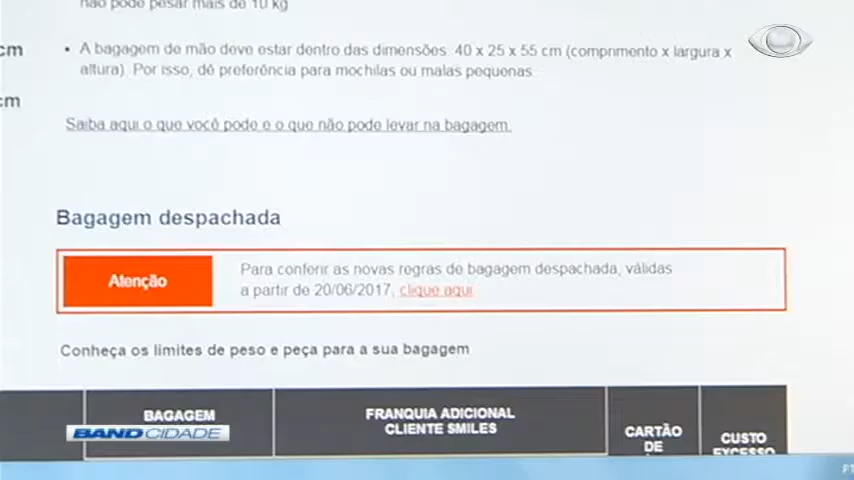 não pode pesar mais de 10 kg
cm
• A bagagem de mão deve estar dentro das dimensões: 40 x 25 x 55 cm (comprimento x largura x
altura). Por isso, dê preferência para mochilas ou malas pequenas.
cm
Saiba aqui o que você pode e o que não pode levar na bagagem.
Bagagem despachada
Atenção
Para conferir as novas regras de bagagem despachada, válidas
a partir de 20/06/2017, clique aqui.
Conheça os limites de peso e peça para a sua bagagem
BAGAGEM
FRANQUIA ADICIONAL
CLIENTE SMILES
CARTÃO
DE
CUSTO
EXCESSO
BAND CIDADE
PT